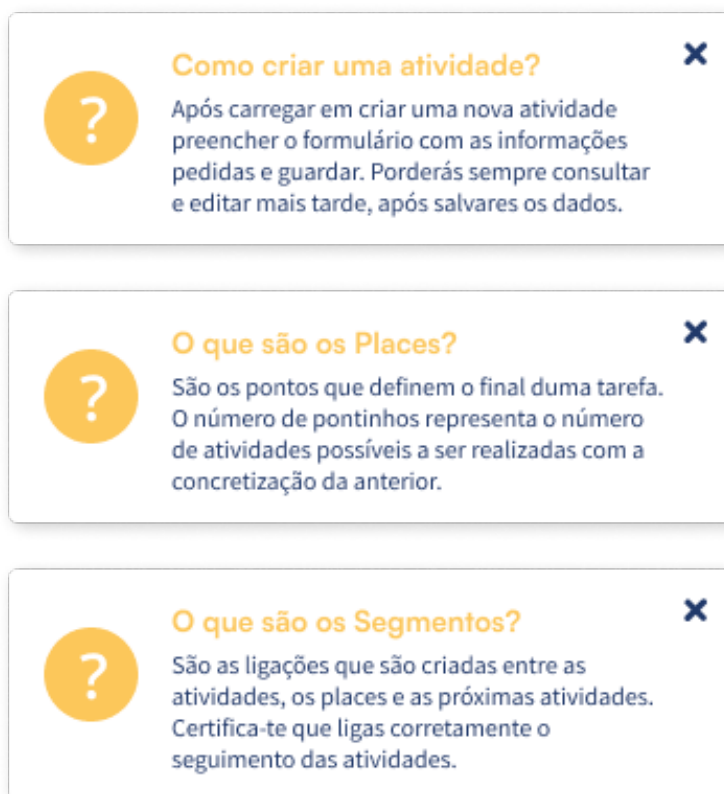 Como criar uma atividade?
Após carregar em criar uma nova atividade
preencher o formulário com as informações
pedidas e guardar. Porderás sempre consultar
e editar mais tarde, após salvares os dados.
O que são os Places?
São os pontos que definem o final duma tarefa.
O número de pontinhos representa o número
de atividades possíveis a ser realizadas com a
concretização da anterior.
O que são os Segmentos?
São as ligações que são criadas entre as
atividades, os places e as próximas atividades.
Certifica-te que ligas corretamente o
seguimento das atividades.